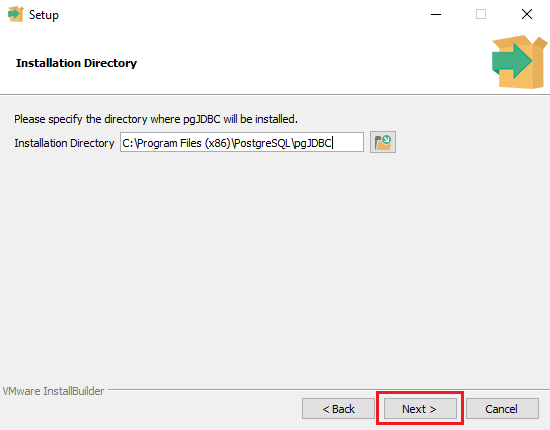 Setup
Installation Directory
Please specify the directory where pgJDBC will be installed.
Installation Directory C:\Program Files (x86)\PostgreSQL\pgJDBC
VMware InstallBuilder
< Back Next > Cancel